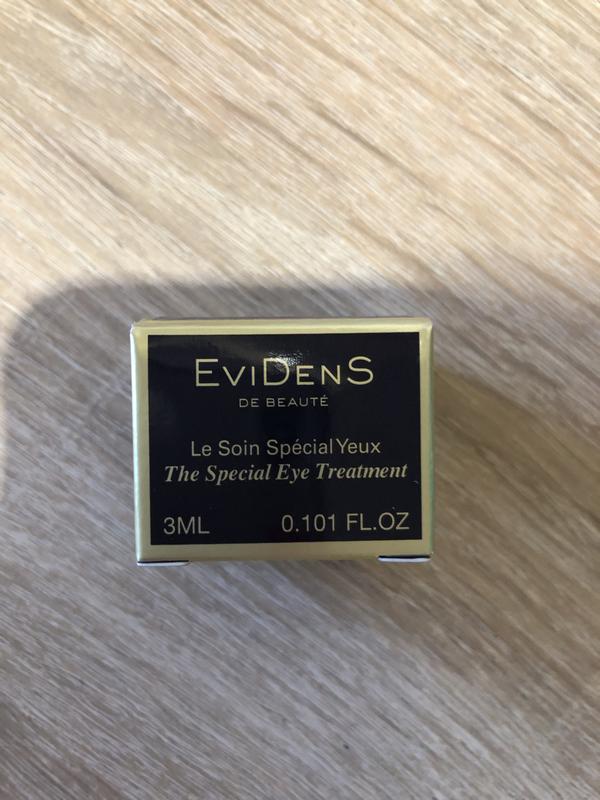 EviDenS
DE BEAUTÉ
Le Soin Spécial Yeux
The Special Eye Treatment
3ML 0.101 FL.OZ